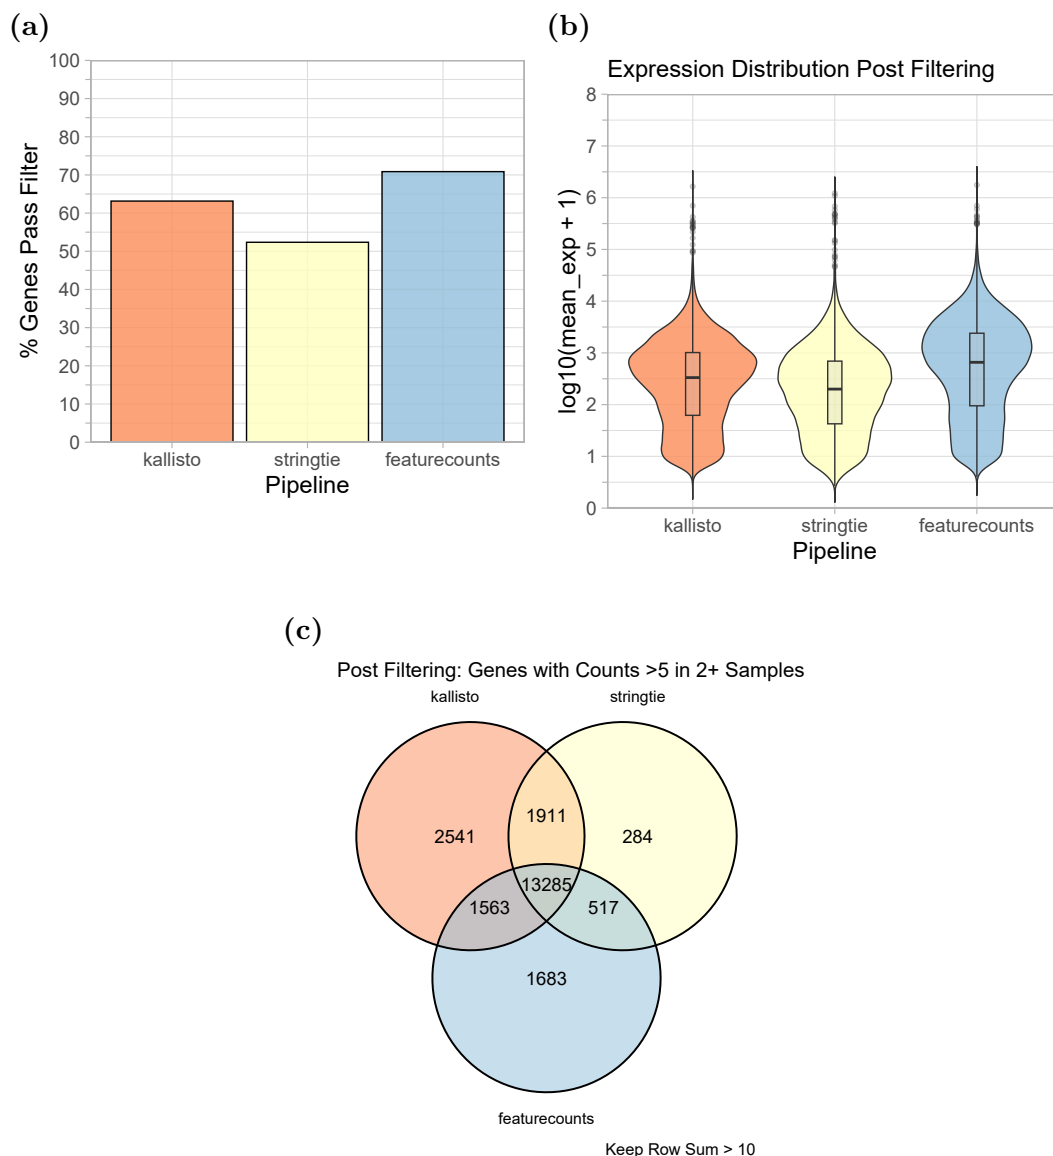 (a)
% Genes Pass Filter
100
90
80
70
60
50
40
30
20
10
0
kallisto stringtie featurecounts
Pipeline
(b)
Expression Distribution Post Filtering
log10(mean_exp + 1)
8
7
6
5
4
3
2
1
0
kallisto stringtie featurecounts
Pipeline
(c)
Post Filtering: Genes with Counts >5 in 2+ Samples
kallisto stringtie
1911
2541 284
13285
1563 517
1683
featurecounts
Keep Row Sum > 10